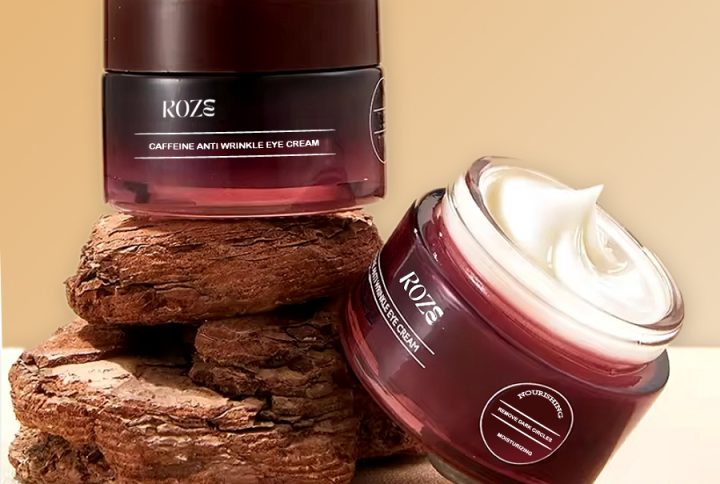 ROZE
CAFFEINE ANTI WRINKLE EYE CREAM
ROZE
ANTI WRINKLE EYE CREAM
NOURISHING
REMOVE DARK CIRCLES
MOISTURIZING